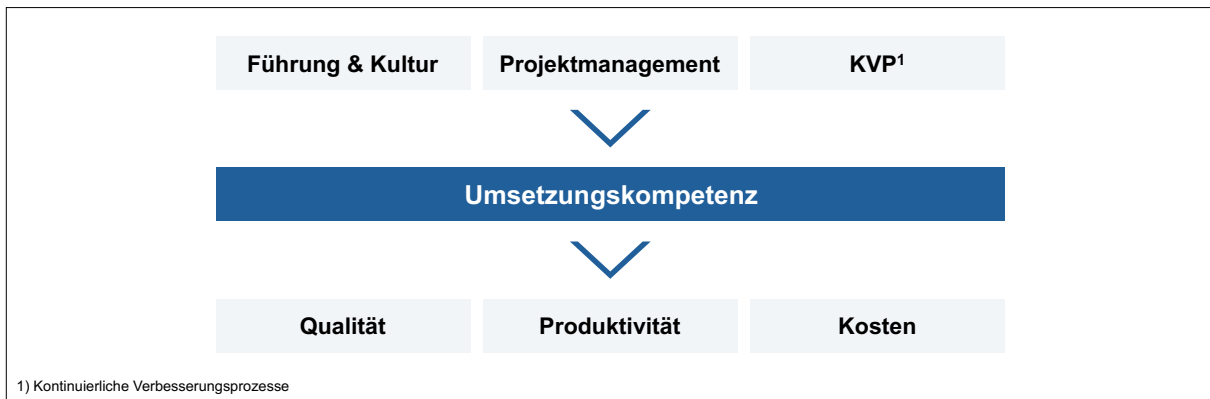 Führung & Kultur
Projektmanagement
KVP¹
Umsetzungskompetenz
Qualität
Produktivität
Kosten
1) Kontinuierliche Verbesserungsprozesse